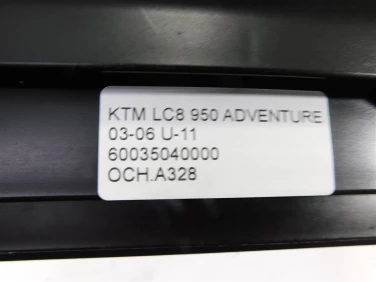 KTM LC8 950 ADVENTURE
03-06 U-11
60035040000
OCH.A328